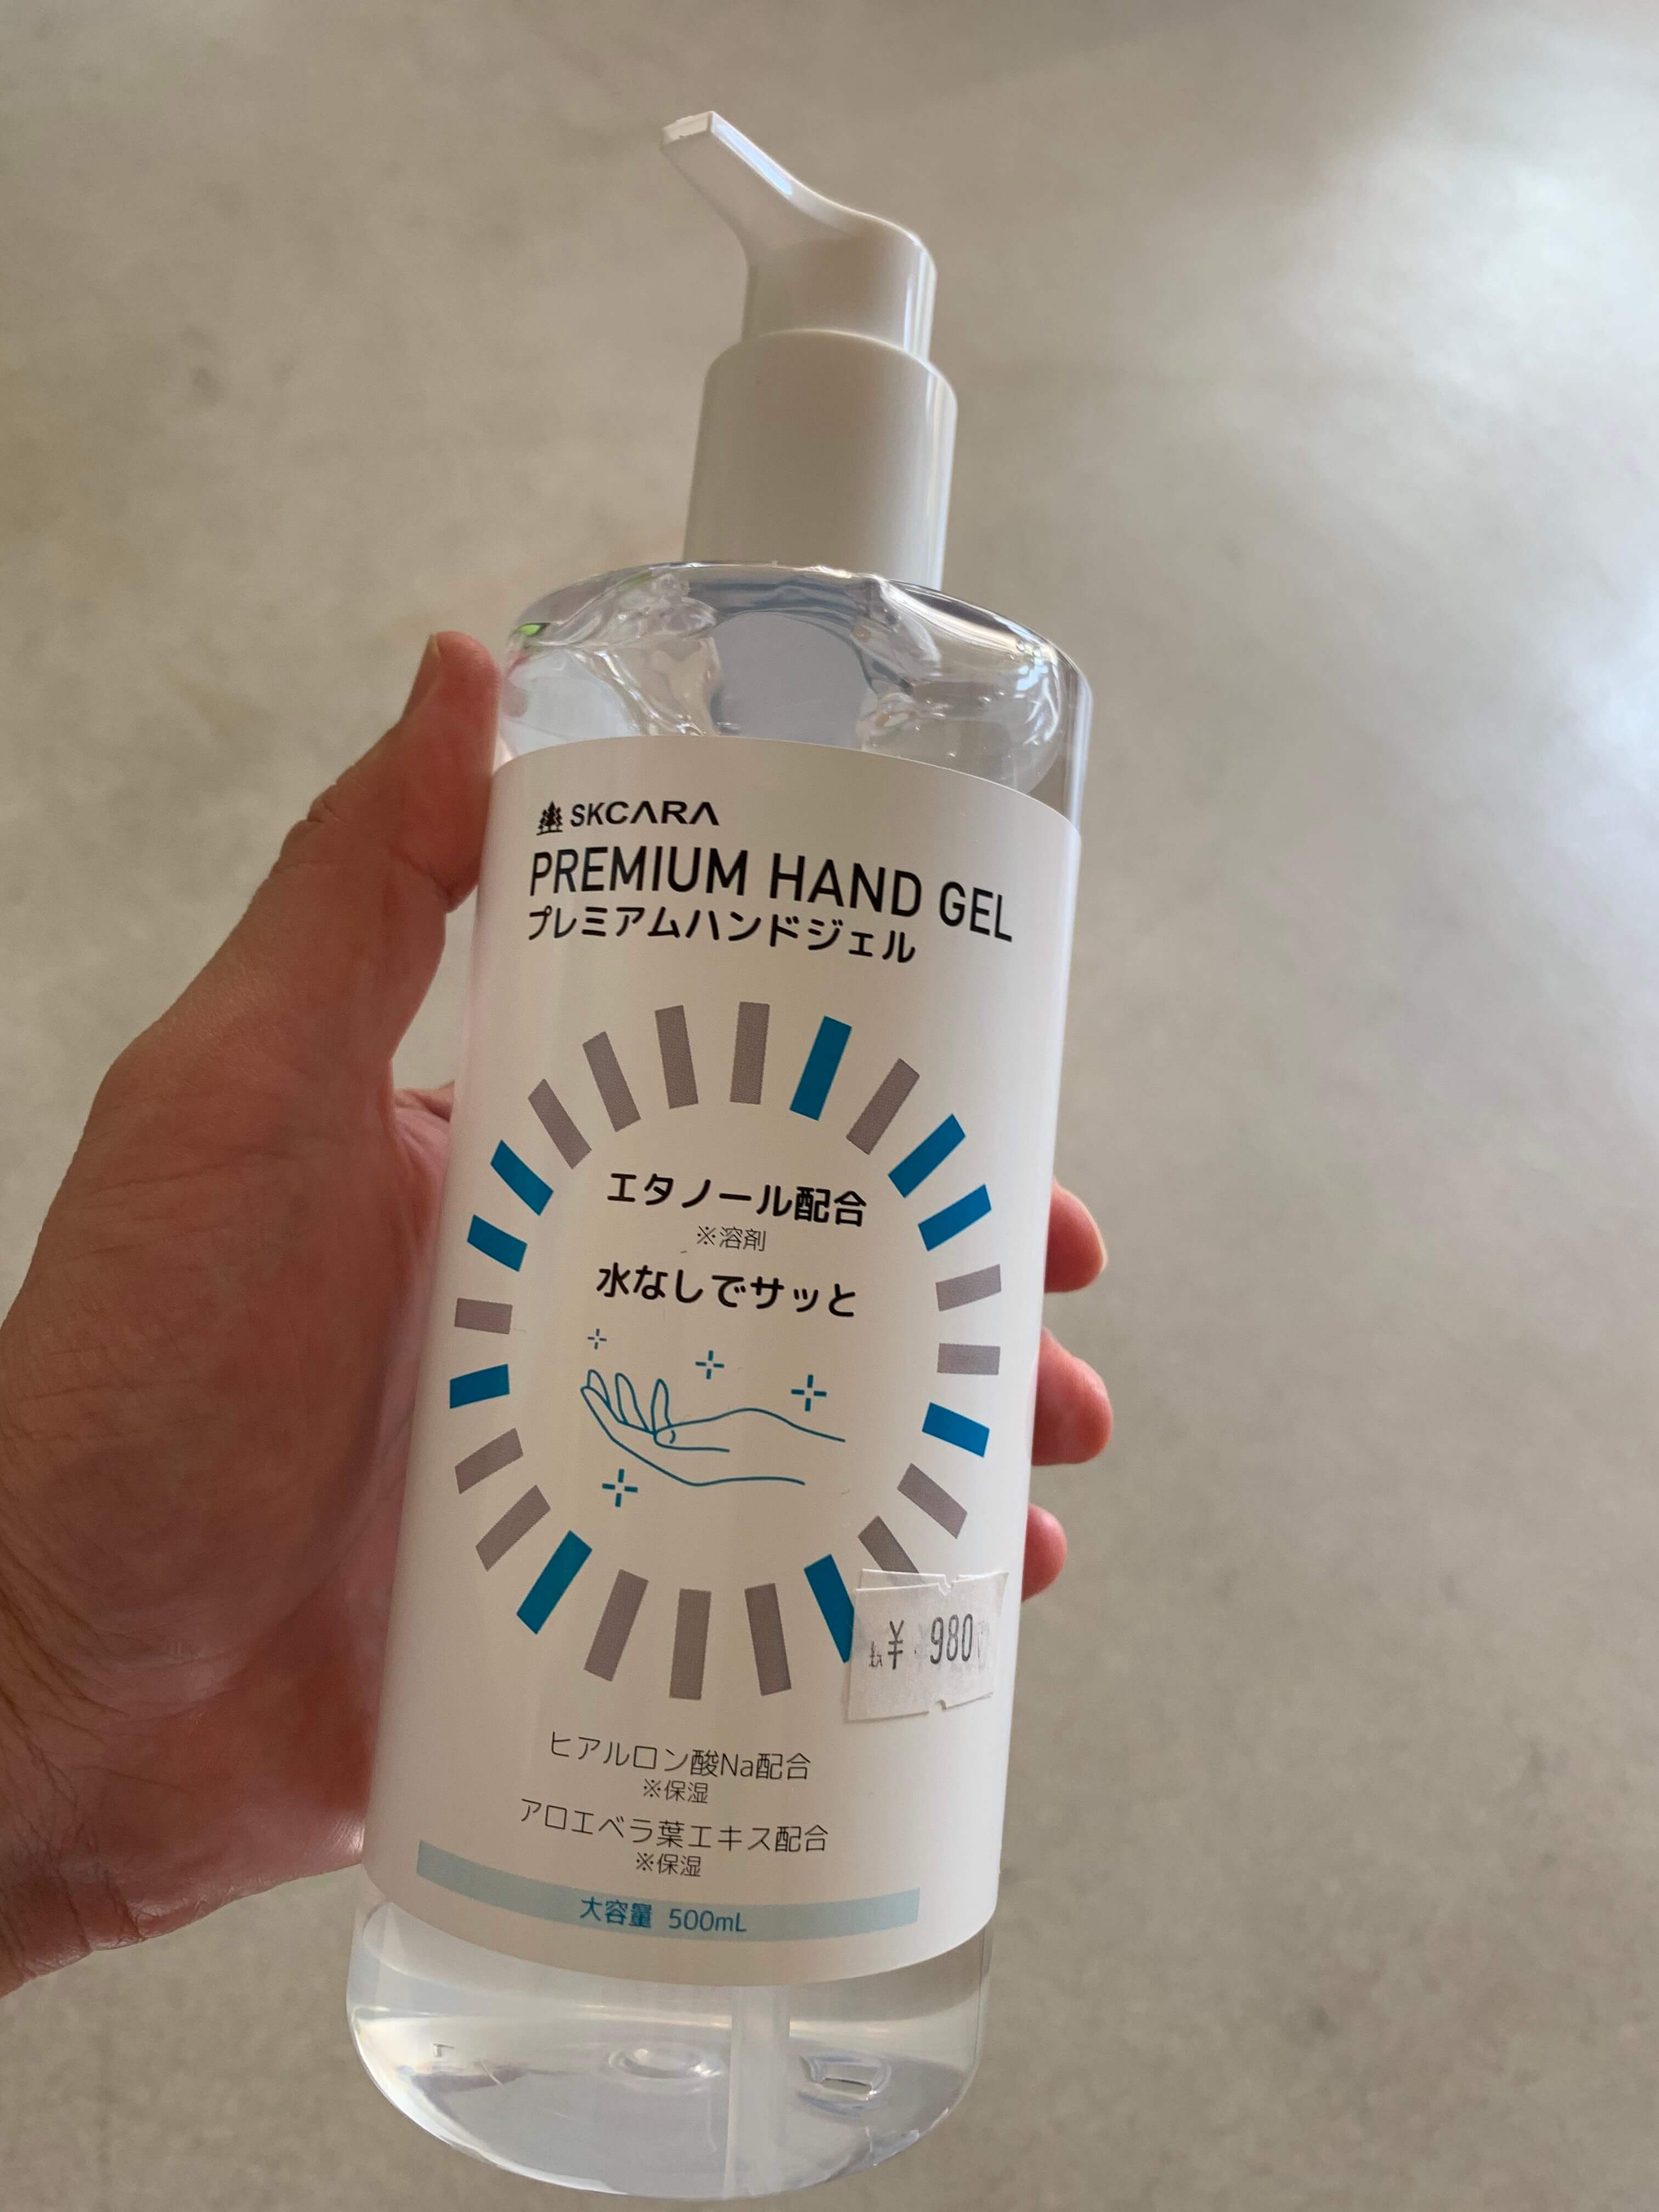 SKCARA
PREMIUM HAND GEL
プレミアムハンドジェル
エタノール配合
※溶剤
水なしでサッと
¥ 980
ヒアルロン酸Na配合
※保湿
アロエベラ葉エキス配合
※保湿
大容量 500mL